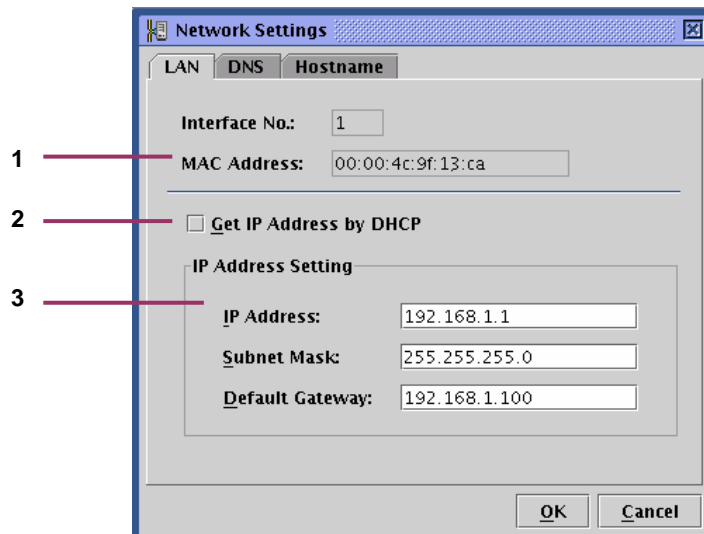 Network Settings
LAN DNS Hostname
Interface No.: 1
1 MAC Address: 00:00:4c:9f:13:ca
2 Get IP Address by DHCP
IP Address Setting
3
IP Address: 192.168.1.1
Subnet Mask: 255.255.255.0
Default Gateway: 192.168.1.100
OK Cancel